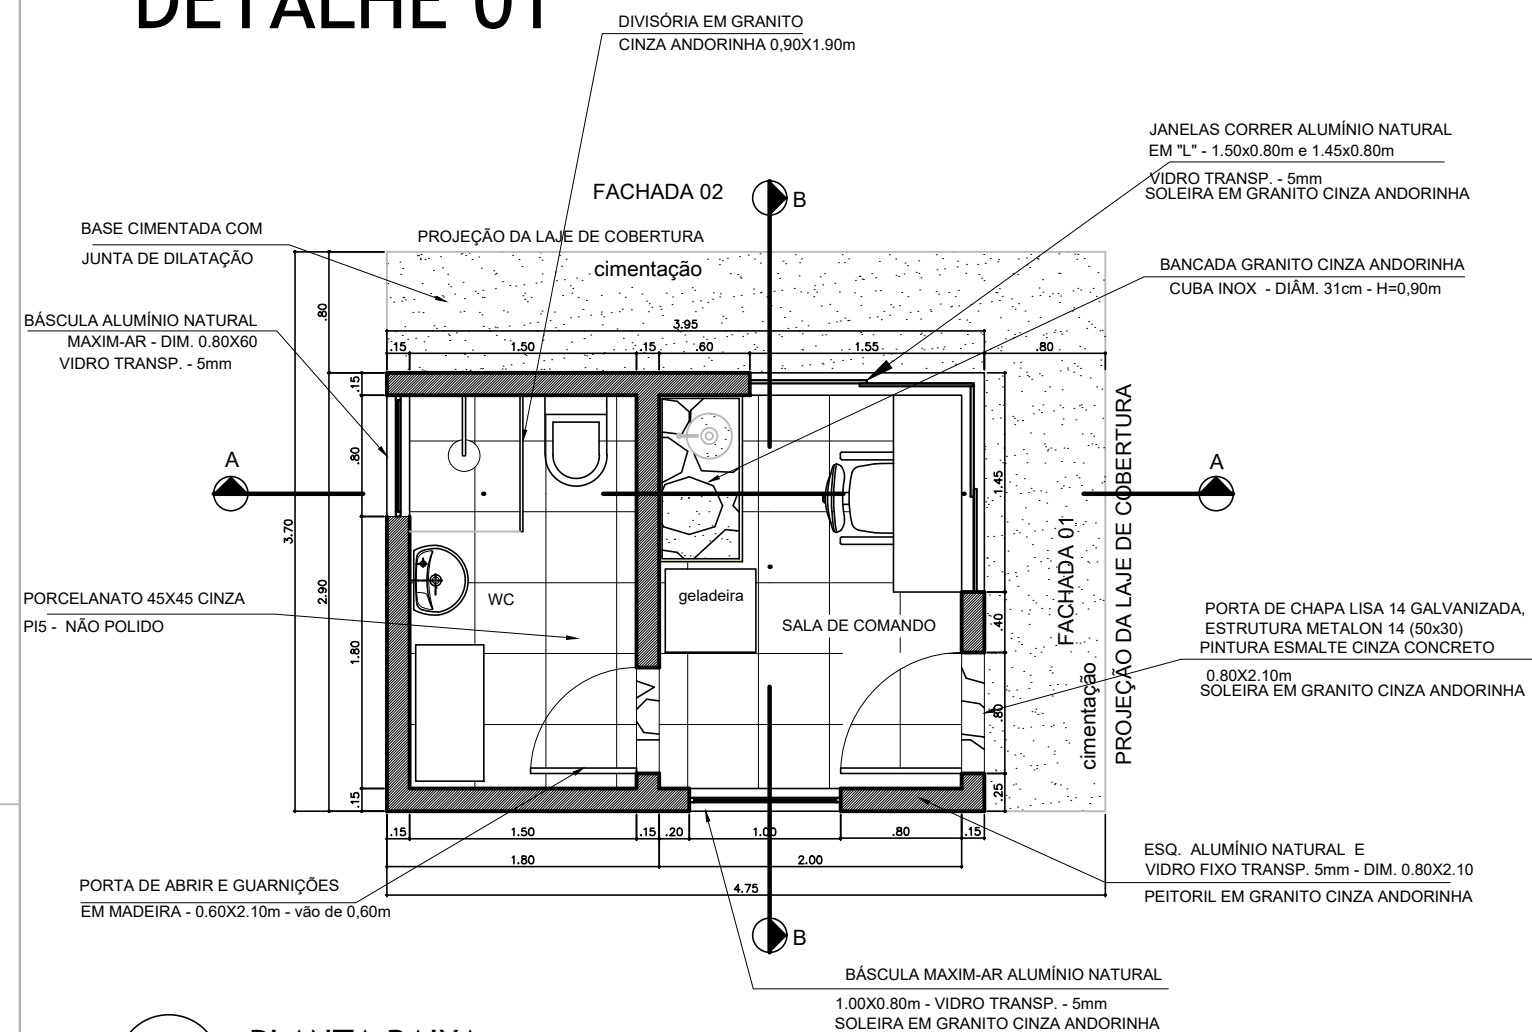 DETALHE 01
DIVISÓRIA EM GRANITO
CINZA ANDORINHA 0,90X1.90m
JANELAS CORRER ALUMÍNIO NATURAL
EM "L" - 1.50x0.80m e 1.45x0.80m
VIDRO TRANSP. - 5mm
SOLEIRA EM GRANITO CINZA ANDORINHA
FACHADA 02
B
BASE CIMENTADA COM
JUNTA DE DILATAÇÃO
PROJEÇÃO DA LAJE DE COBERTURA
cimentação
BANCADA GRANITO CINZA ANDORINHA
CUBA INOX - DIÂM. 31cm - H=0,90m
BÁSCULA ALUMÍNIO NATURAL
MAXIM-AR - DIM. 0.80X60
VIDRO TRANSP. - 5mm
.80
3.95
.15
1.50
.15
.60
1.55
.80
.15
.80
1.80
.15
2.90
3.70
A
A
1.45
.40
.80
.25
FACHADA 01
cimentação
PROJEÇÃO DA LAJE DE COBERTURA
PORCELANATO 45X45 CINZA
PI5 - NÃO POLIDO
WC
geladeira
SALA DE COMANDO
PORTA DE CHAPA LISA 14 GALVANIZADA,
ESTRUTURA METALON 14 (50x30)
PINTURA ESMALTE CINZA CONCRETO
0.80X2.10m
SOLEIRA EM GRANITO CINZA ANDORINHA
.15
1.50
.15
.20
1.00
.80
.15
1.80
2.00
4.75
PORTA DE ABRIR E GUARNIÇÕES
EM MADEIRA - 0.60X2.10m - vão de 0,60m
ESQ. ALUMÍNIO NATURAL E
VIDRO FIXO TRANSP. 5mm - DIM. 0.80X2.10
PEITORIL EM GRANITO CINZA ANDORINHA
B
BÁSCULA MAXIM-AR ALUMÍNIO NATURAL
1.00X0.80m - VIDRO TRANSP. - 5mm
SOLEIRA EM GRANITO CINZA ANDORINHA
PLANTA BAIXA